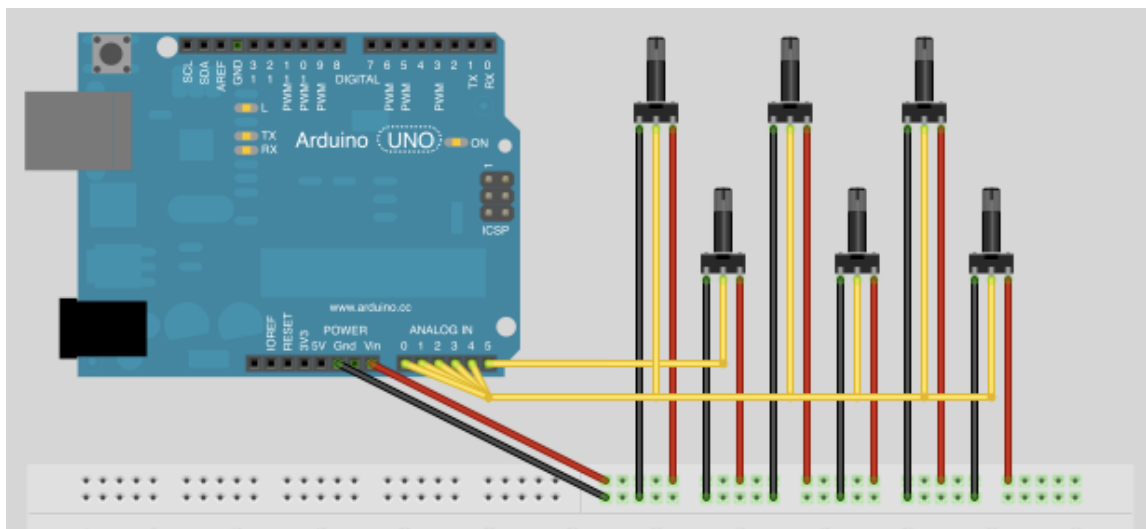 SCL
SDA
AREF
GND
13
12
PWM 11
PWM 10
PWM 9
8
DIGITAL
7
PWM 6
PWM 5
4
PWM 3
2
TX 1
RX 0
L
TX
RX
Arduino UNO
ON
1
ICSP
www.arduino.cc
IOREF
RESET
3V3
POWER
5V Gnd Vin
ANALOG IN
0 1 2 3 4 5